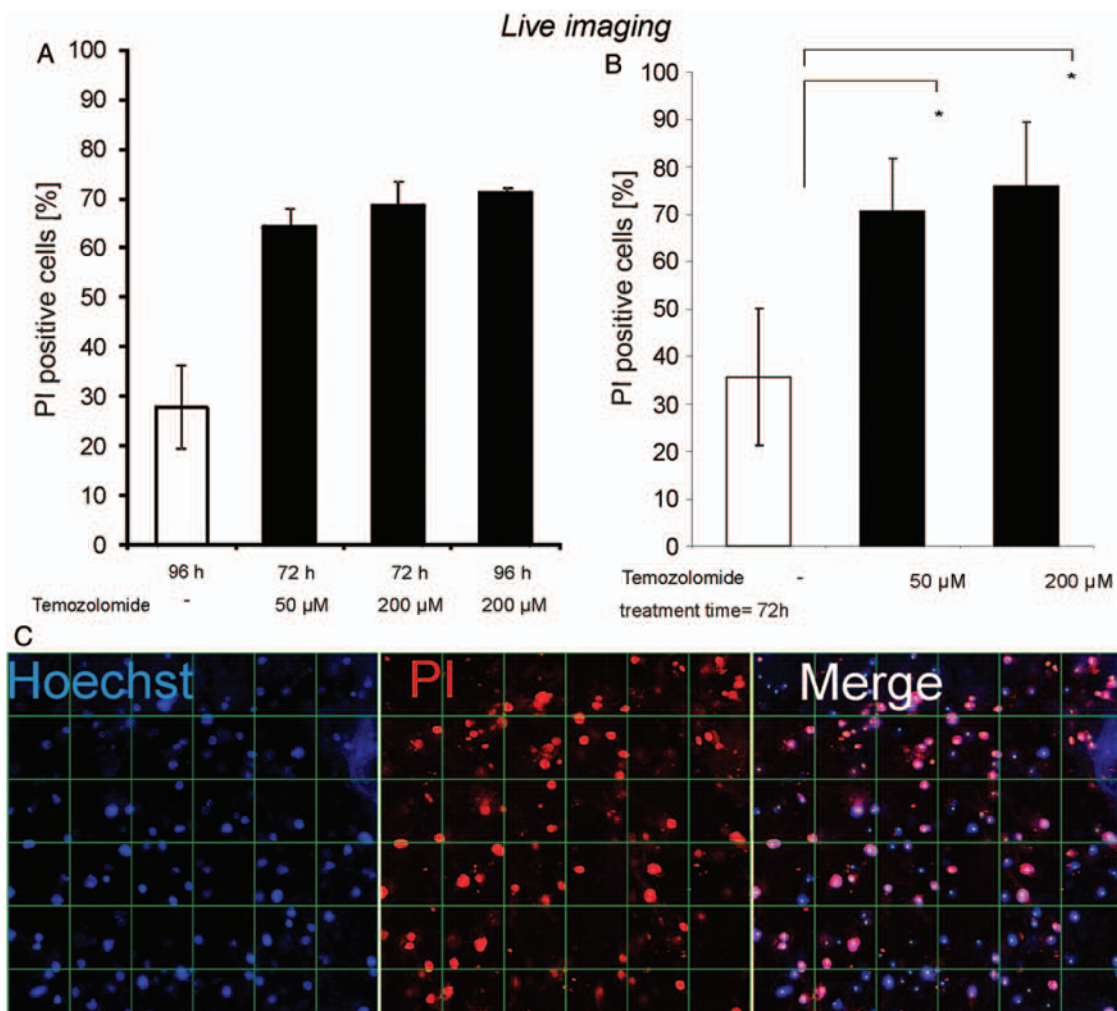 Live imaging
A
PI positive cells [%]
100
90
80
70
60
50
40
30
20
10
0
96 h 72 h 72 h 96 h
Temozolomide - 50 µM 200 µM 200 µM
B
PI positive cells [%]
100
90
80
70
60
50
40
30
20
10
0
* *
Temozolomide - 50 µM 200 µM
treatment time= 72h
C
Hoechst PI Merge